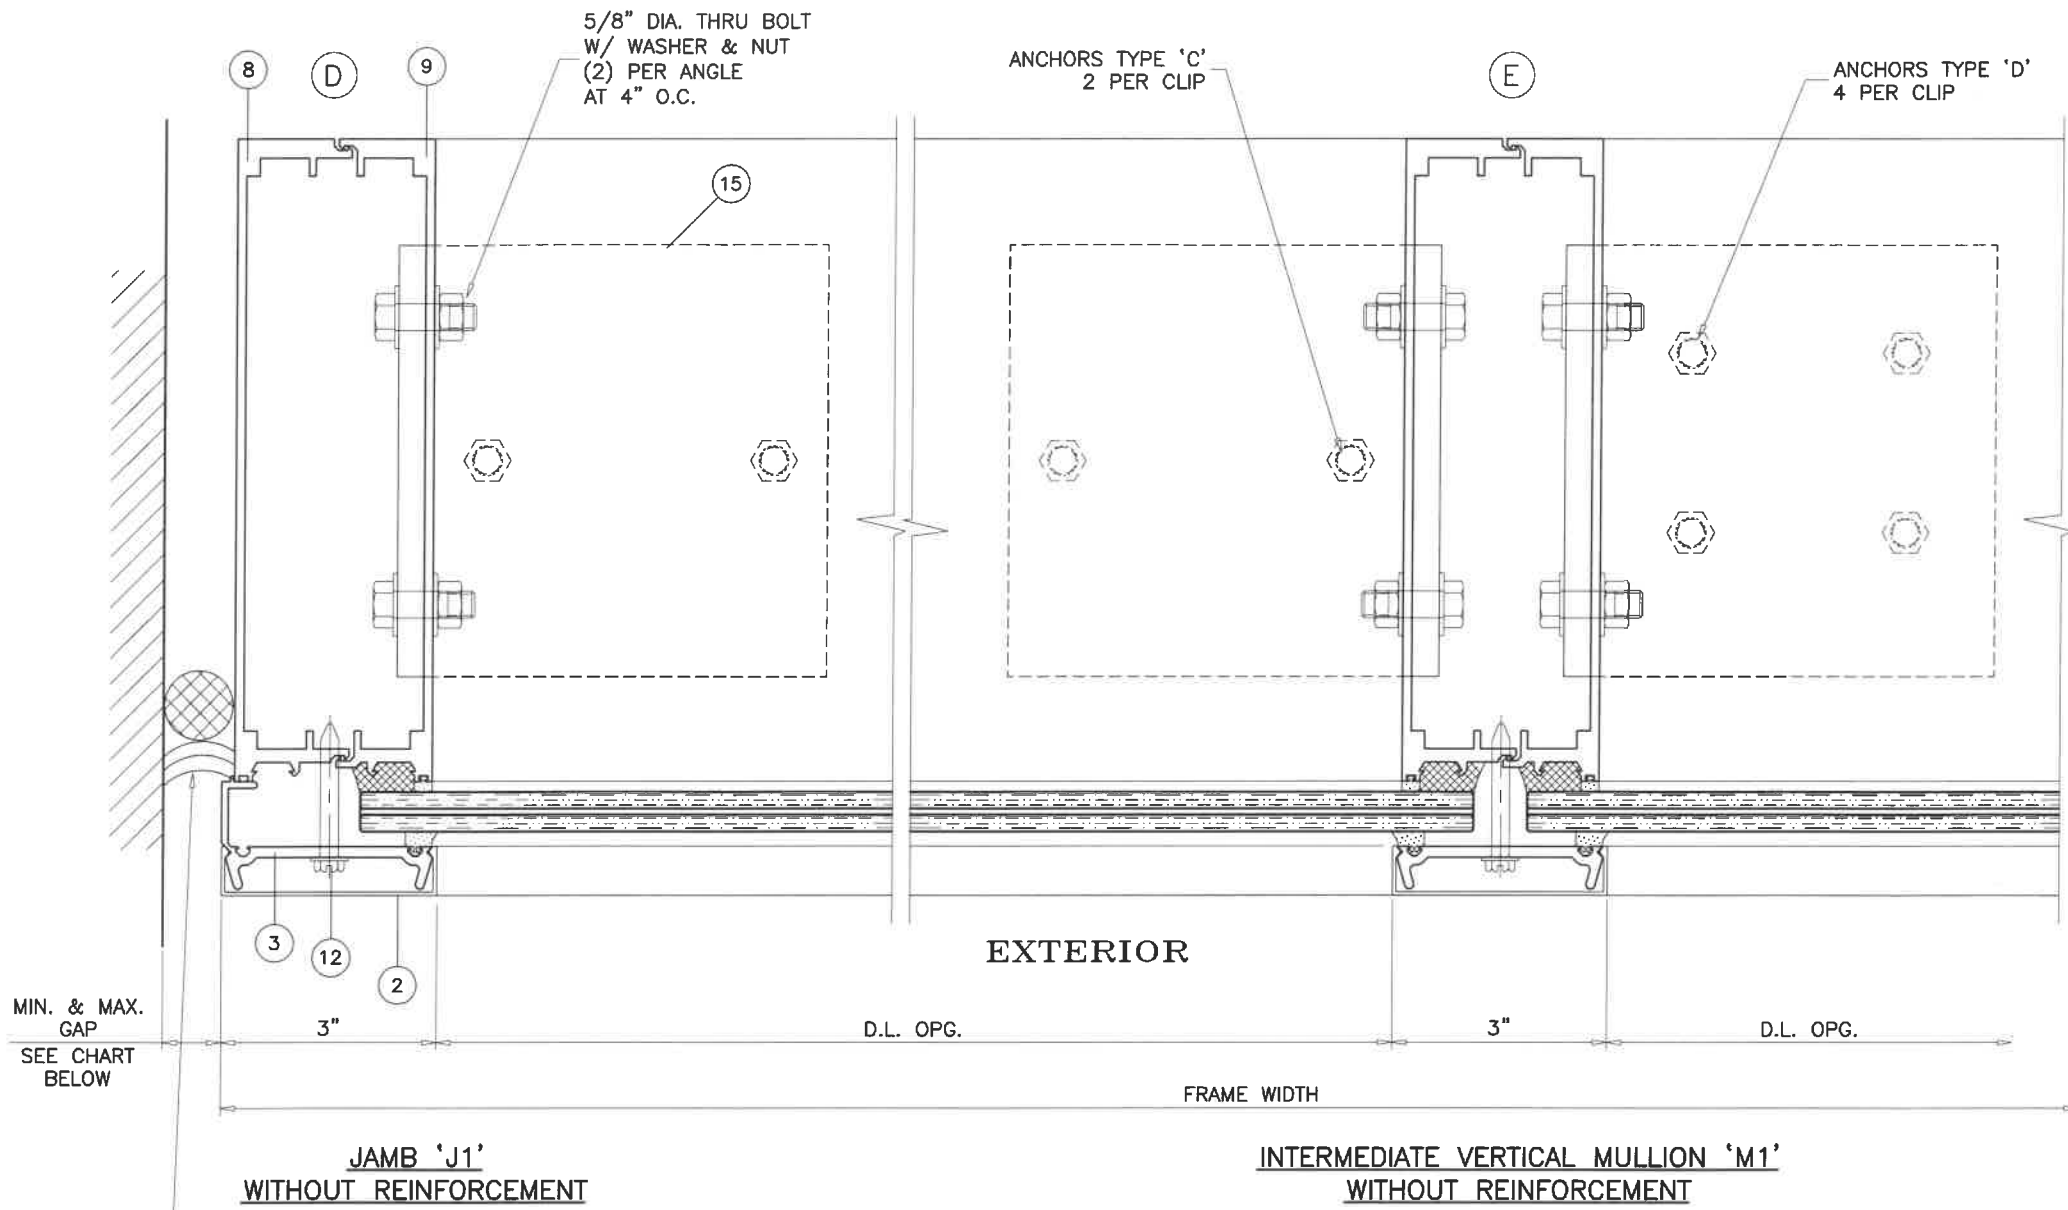 5/8" DIA. THRU BOLT
W/ WASHER & NUT
(2) PER ANGLE
AT 4" O.C.
8
D
9
ANCHORS TYPE 'C'
2 PER CLIP
E
ANCHORS TYPE 'D'
4 PER CLIP
15
3
12
2
EXTERIOR
MIN. & MAX.
GAP
SEE CHART
BELOW
3"
D.L. OPG.
3"
D.L. OPG.
FRAME WIDTH
JAMB 'J1'
WITHOUT REINFORCEMENT
INTERMEDIATE VERTICAL MULLION 'M1'
WITHOUT REINFORCEMENT